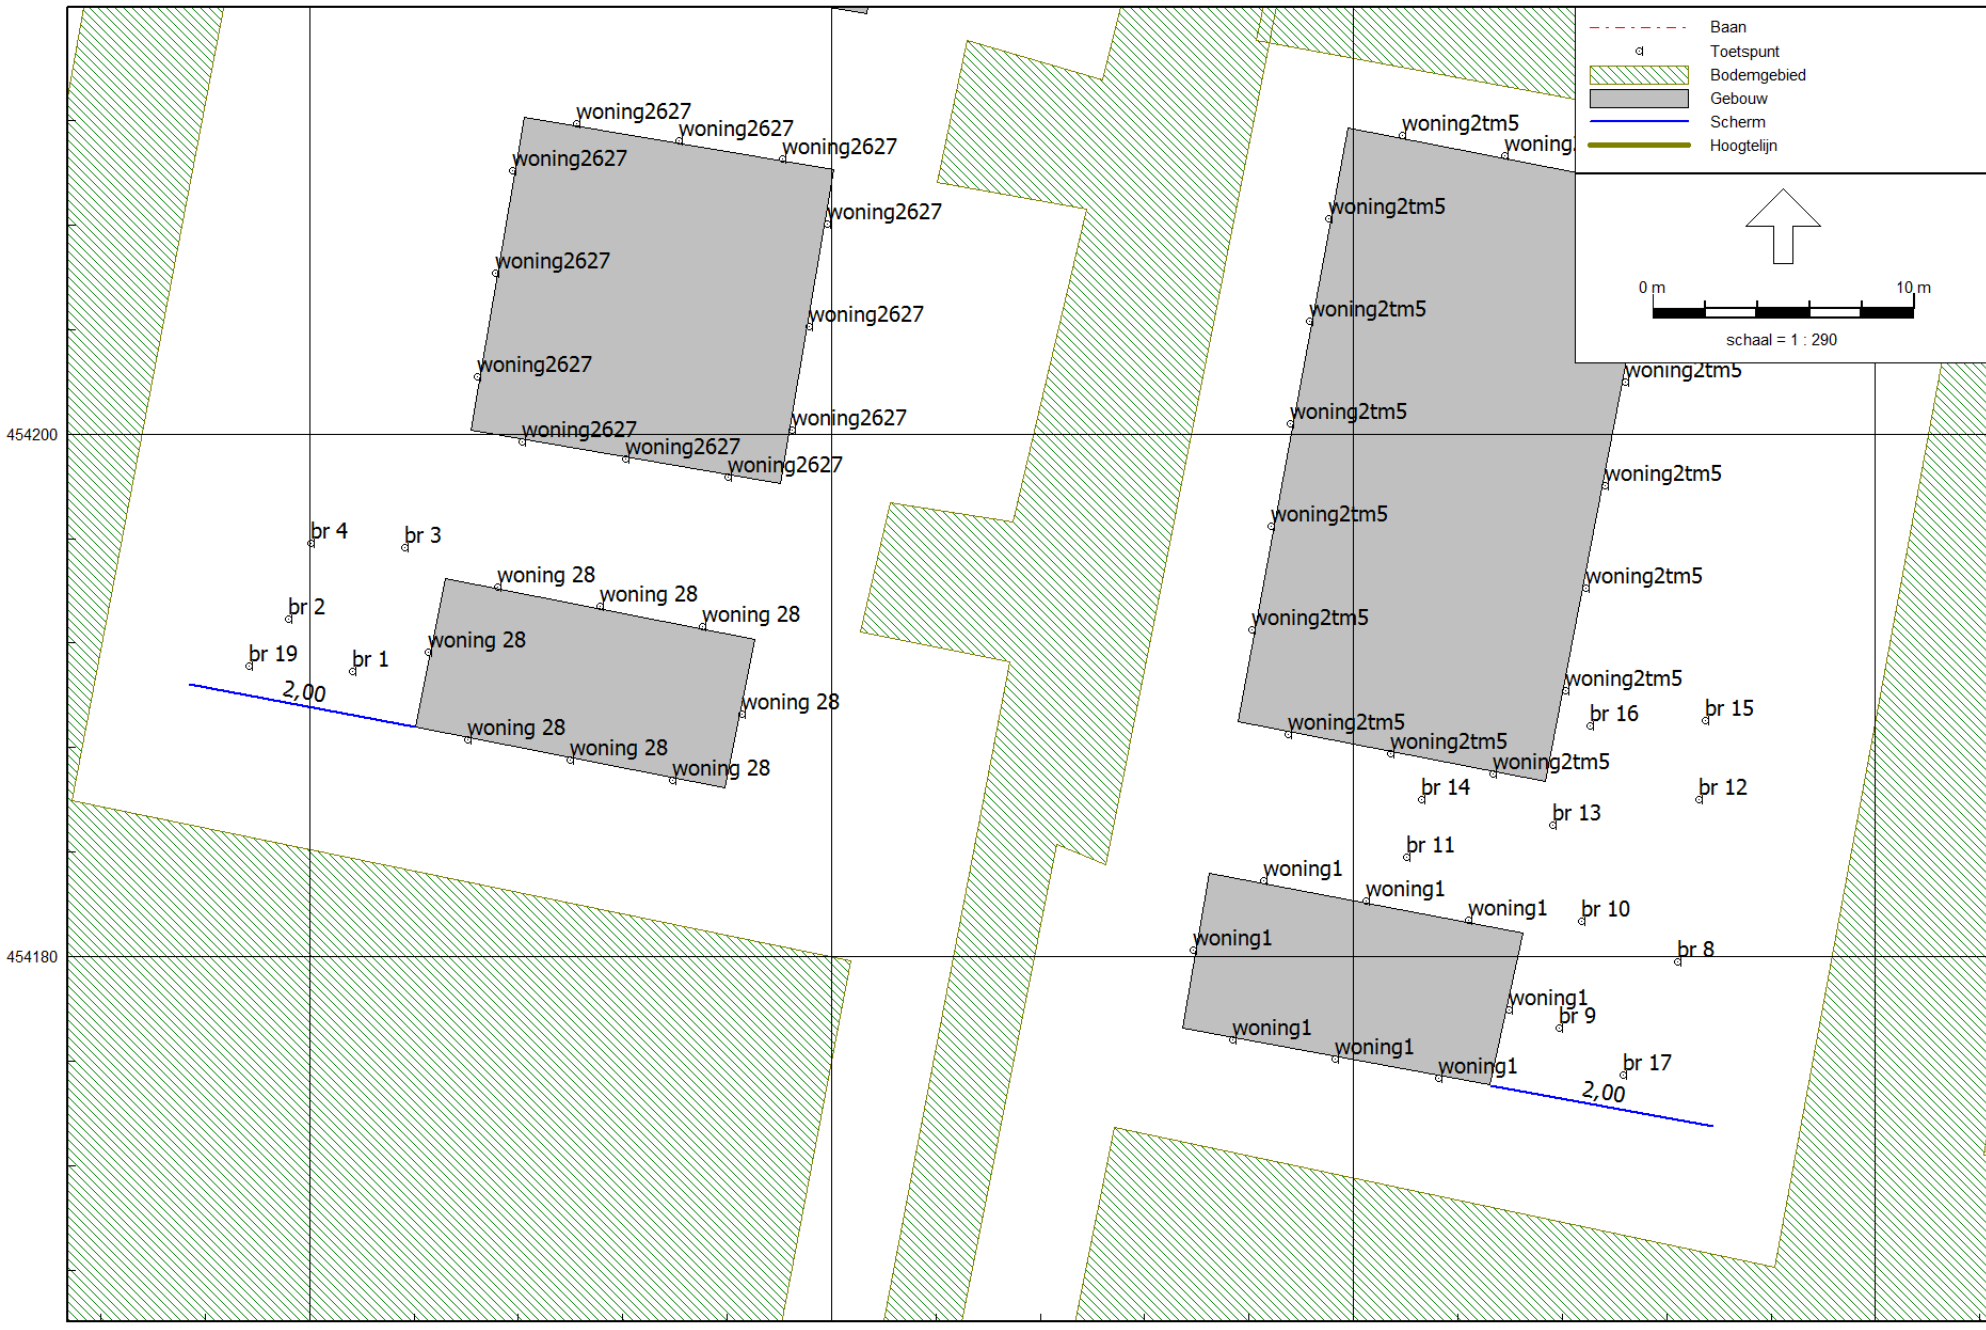 Baan
Toetspunt
Bodemgebied
Gebouw
Scherm
Hoogtelijn
0 m 10 m
schaal = 1 : 290
woning2627
woning2627
woning2627
woning2627
woning2627
woning2627
woning2627
woning2627
woning2627
woning2627
woning2627
woning2627
woning2tm5
woning
woning2tm5
woning2tm5
woning2tm5
woning2tm5
454200
woning2tm5
woning2tm5
woning2tm5
woning2tm5
woning2tm5
woning2tm5
woning2tm5
woning2tm5
br 4
br 3
br 2
br 19
br 1
2,00
woning 28
woning 28
woning 28
woning 28
woning 28
woning 28
woning 28
woning 28
br 16
br 15
br 14
br 13
br 12
br 11
woning1
woning1
woning1
br 10
woning1
br 8
454180
woning1
br 9
woning1
woning1
woning1
br 17
2,00